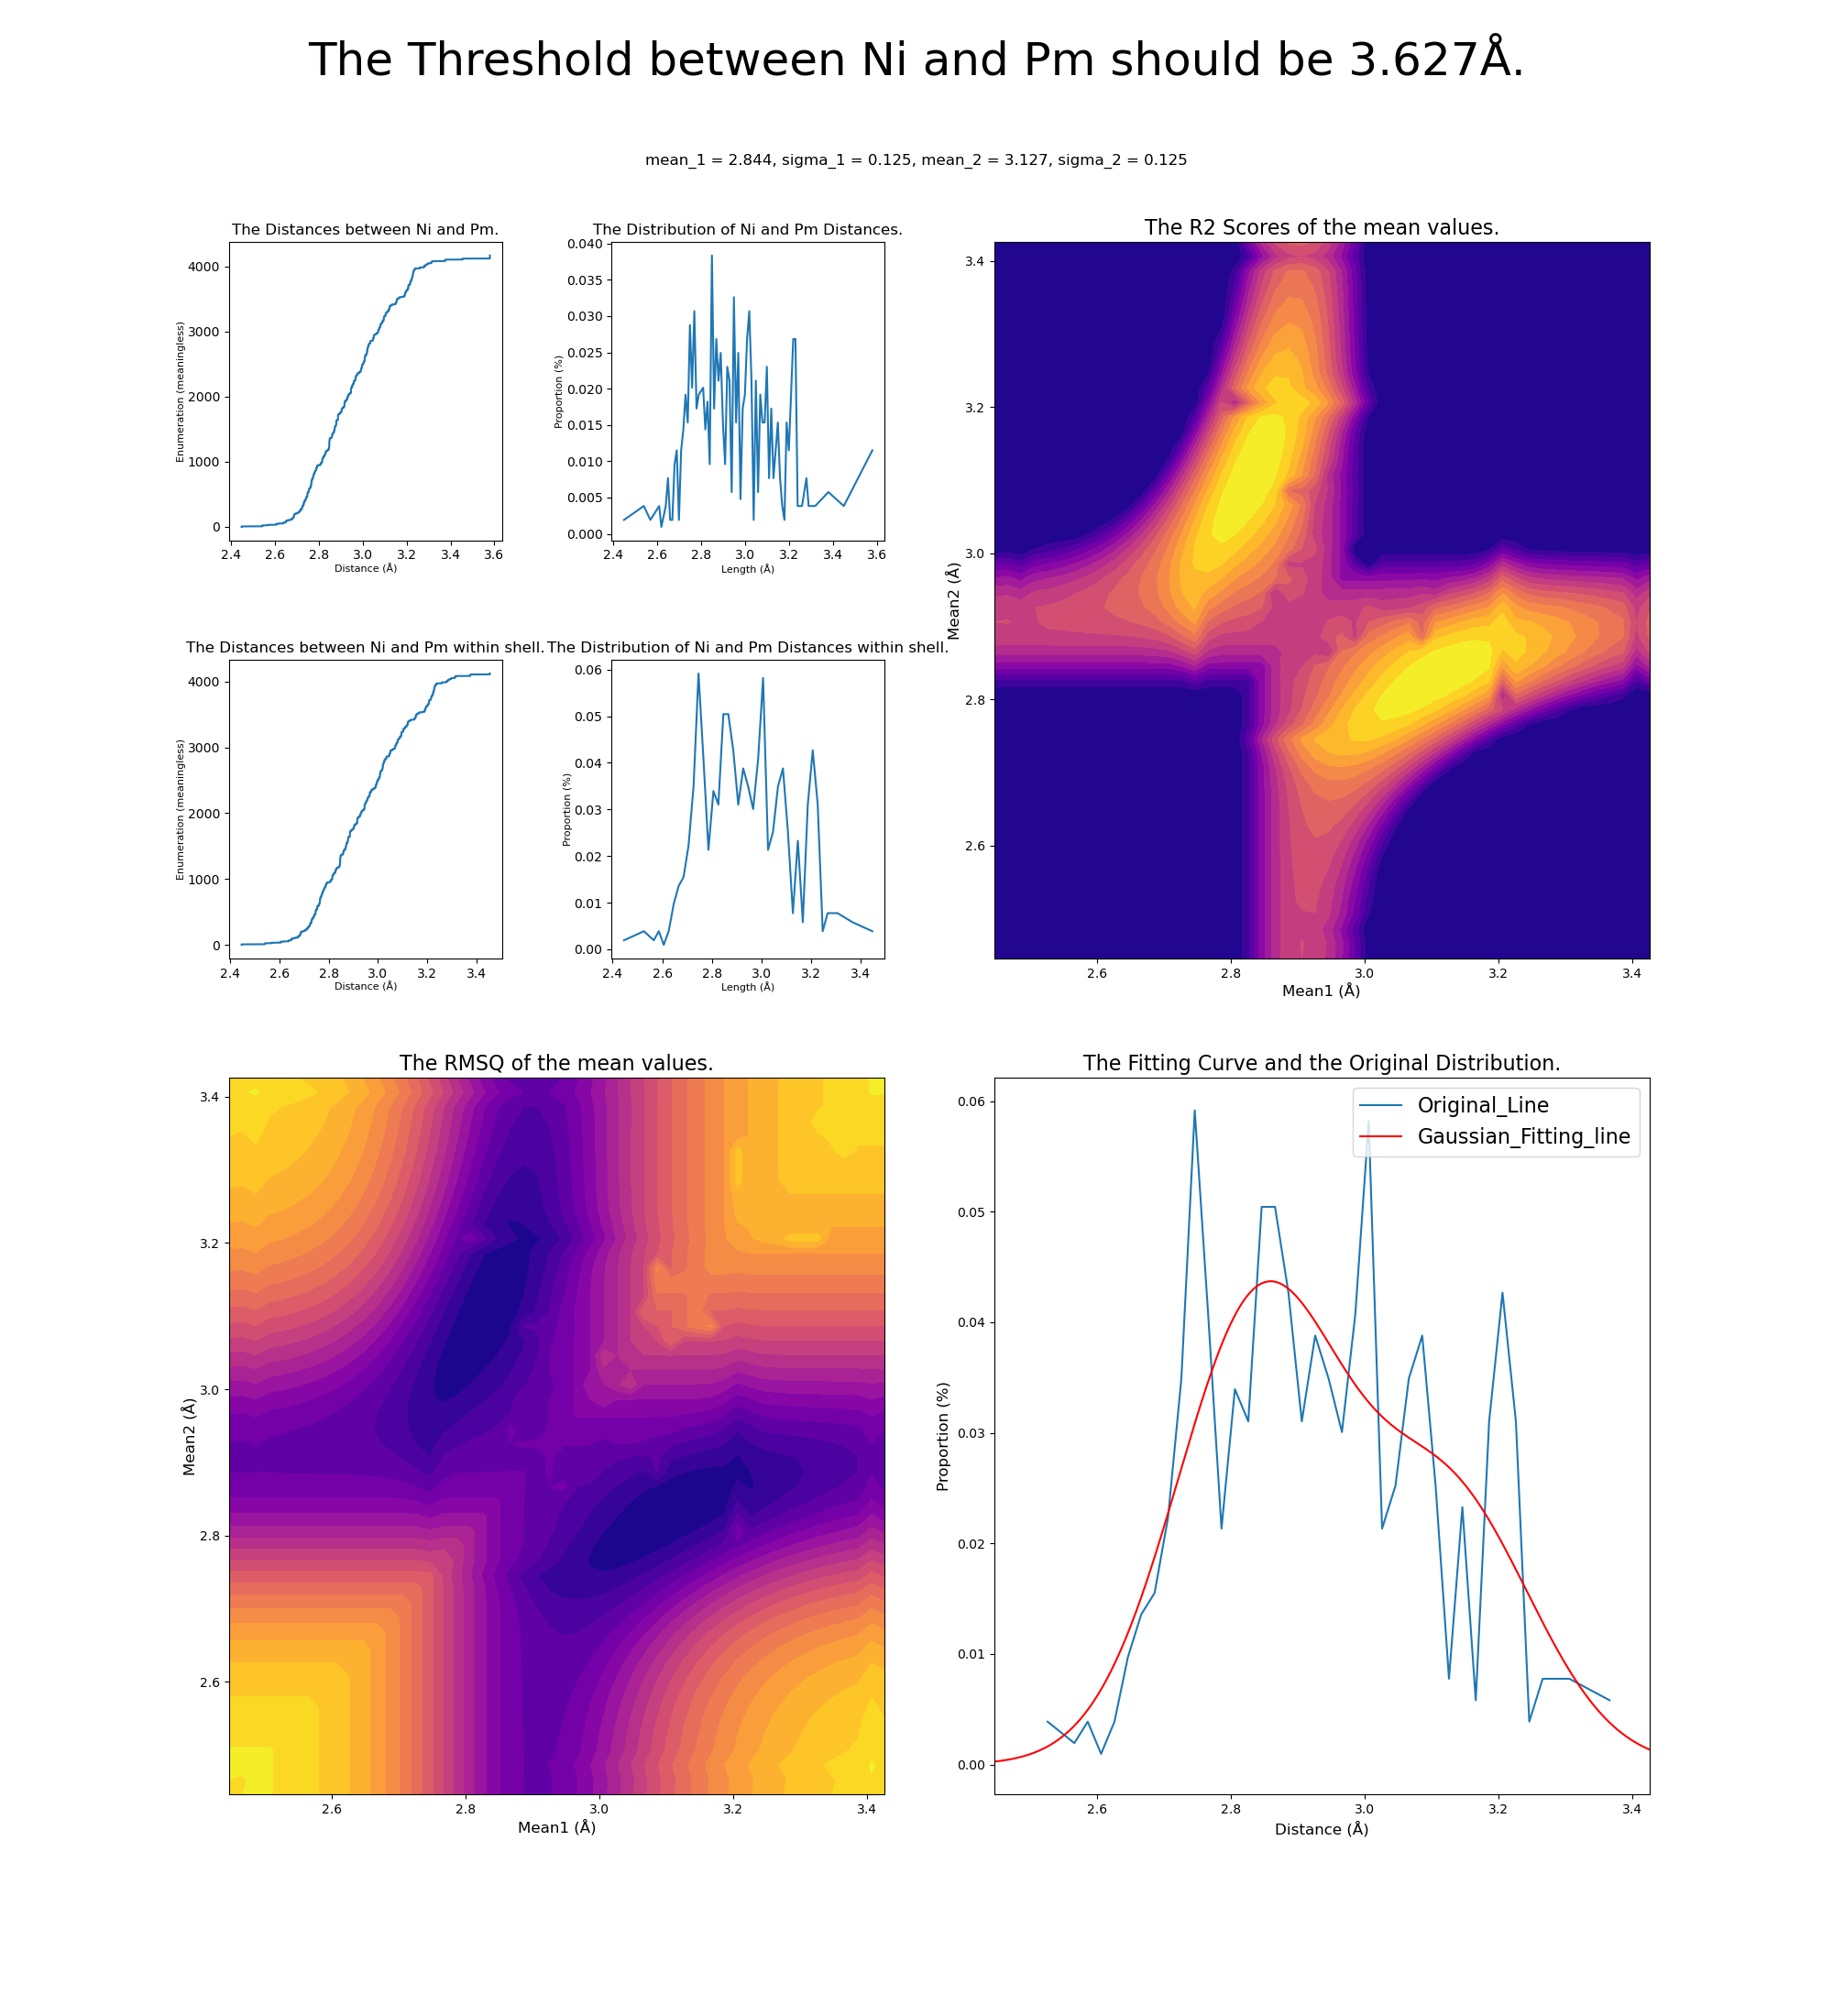 The Threshold between Ni and Pm should be 3.627Å.
mean_1 = 2.844, sigma_1 = 0.125, mean_2 = 3.127, sigma_2 = 0.125
The Distances between Ni and Pm.
4000
3000
2000
1000
0
Enumeration (meaningless)
2.4 2.6 2.8 3.0 3.2 3.4 3.6
Distance (Å)
The Distribution of Ni and Pm Distances.
0.040
0.035
0.030
0.025
0.020
0.015
0.010
0.005
0.000
Proportion (%)
2.4 2.6 2.8 3.0 3.2 3.4 3.6
Length (Å)
The R2 Scores of the mean values.
3.4
3.2
3.0
2.8
2.6
Mean2 (Å)
2.6 2.8 3.0 3.2 3.4
Mean1 (Å)
The Distances between Ni and Pm within shell.
4000
3000
2000
1000
0
Enumeration (meaningless)
2.4 2.6 2.8 3.0 3.2 3.4
Distance (Å)
The Distribution of Ni and Pm Distances within shell.
0.06
0.05
0.04
0.03
0.02
0.01
0.00
Proportion (%)
2.4 2.6 2.8 3.0 3.2 3.4
Length (Å)
The RMSQ of the mean values.
3.4
3.2
3.0
2.8
2.6
Mean2 (Å)
2.6 2.8 3.0 3.2 3.4
Mean1 (Å)
The Fitting Curve and the Original Distribution.
Original_Line
Gaussian_Fitting_line
0.06
0.05
0.04
0.03
0.02
0.01
0.00
Proportion (%)
2.6 2.8 3.0 3.2 3.4
Distance (Å)